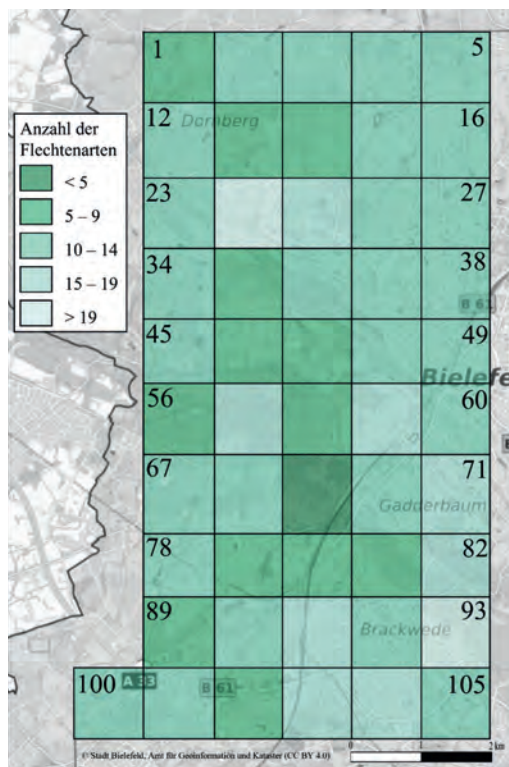 1 5
12 Dornberg 16
Anzahl der
Flechtenarten
< 5
5 – 9
10 – 14
15 – 19
> 19
23 27
34 38
B 61
45 49
Bielefe
56 60
67 71
Gadderbaum
78 82
89 93
Brackwede
100 A 33 B 61 105
0 1 2 km
© Stadt Bielefeld, Amt für Geoinformation und Kataster (CC BY 4.0)